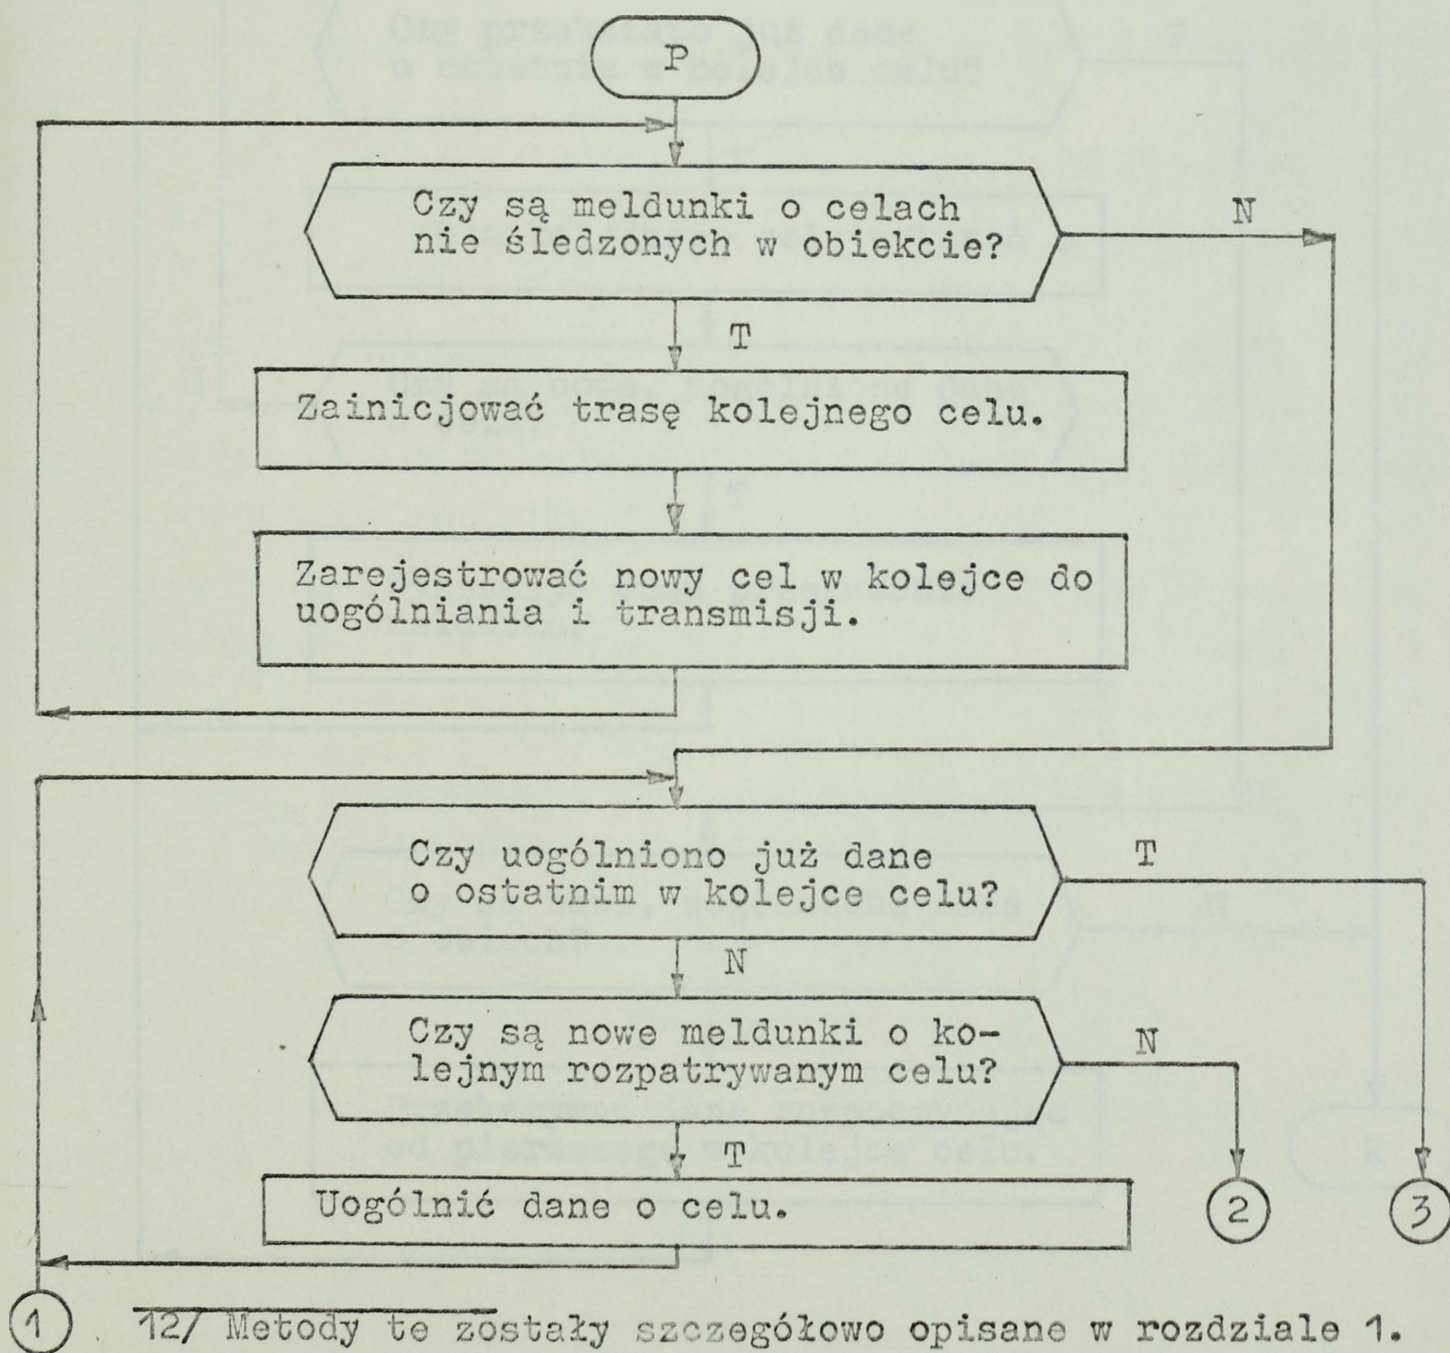 P
Czy są meldunki o celach
nie śledzonych w obiekcie?
N
T
Zainicjować trasę kolejnego celu.
Zarejestrować nowy cel w kolejce do
uogólniania i transmisji.
Czy uogólniono już dane
o ostatnim w kolejce celu?
T
N
Czy są nowe meldunki o ko-
lejnym rozpatrywanym celu?
N
T
Uogólnić dane o celu.
2
3
1
12/ Metody te zostały szczegółowo opisane w rozdziale 1.